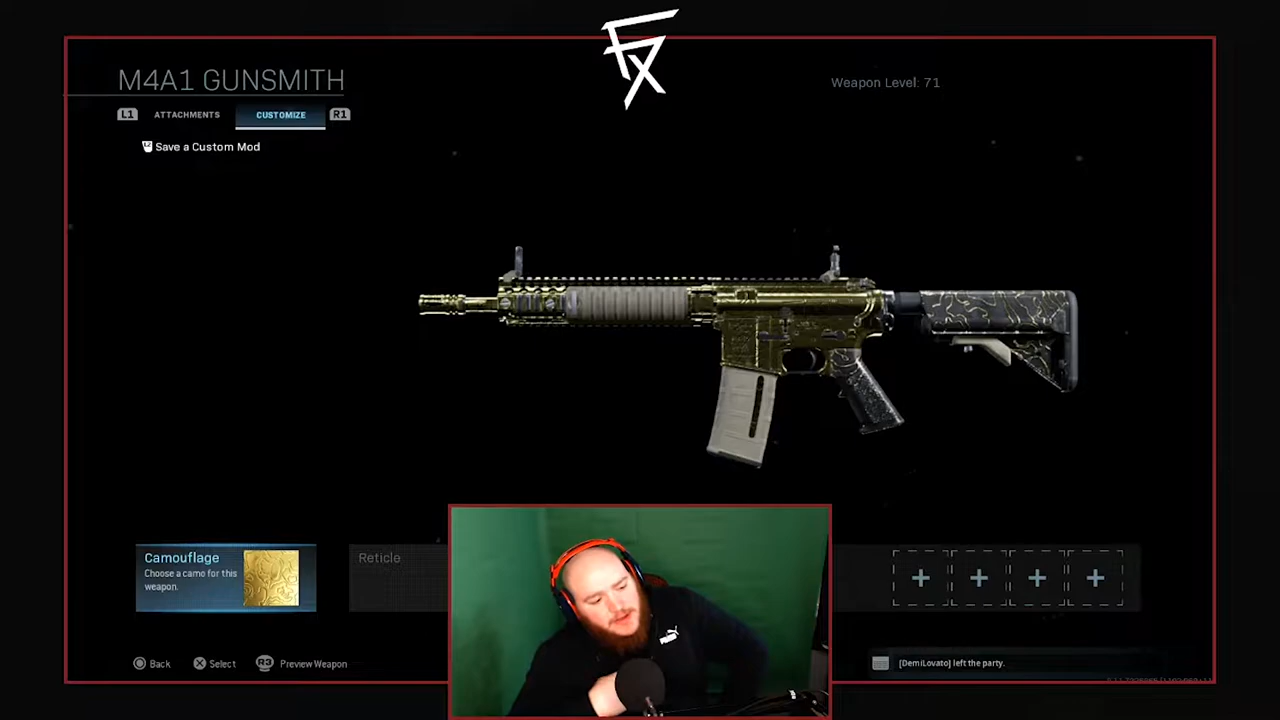 FX
M4A1 GUNSMITH
Weapon Level: 71
L1 ATTACHMENTS CUSTOMIZE R1
Save a Custom Mod
Camouflage
Choose a camo for this
weapon.
Reticle
Back Select R3 Preview Weapon
[DemiLovato] left the party.